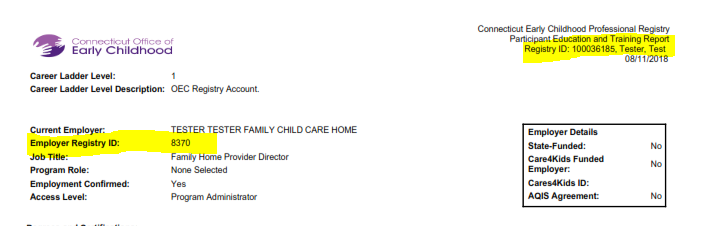 Connecticut Office of
Early Childhood
Connecticut Early Childhood Professional Registry
Participant Education and Training Report
Registry ID: 100036185, Tester, Test
08/11/2018
Career Ladder Level: 1
Career Ladder Level Description: OEC Registry Account.
Current Employer: TESTER TESTER FAMILY CHILD CARE HOME
Employer Registry ID: 8370
Job Title: Family Home Provider Director
Program Role: None Selected
Employment Confirmed: Yes
Access Level: Program Administrator
Employer Details
State-Funded: No
Care4Kids Funded
Employer: No
Cares4Kids ID:
AQIS Agreement: No